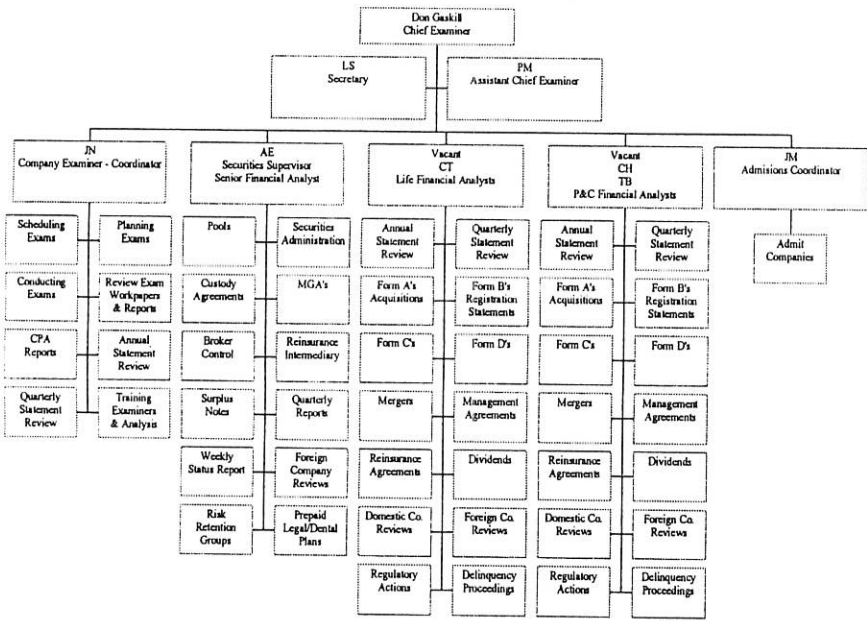 Don Gaskill
Chief Examiner
LS
Secretary
PM
Assistant Chief Examiner
JN
Company Examiner - Coordinator
AE
Securities Supervisor
Senior Financial Analyst
Vacant
CT
Life Financial Analysts
Vacant
CH
TB
P&C Financial Analysts
JM
Admisions Coordinator
Scheduling
Exams
Planning
Exams
Conducting
Exams
Review Exam
Workpapers
& Reports
CPA
Reports
Annual
Statement
Review
Quarterly
Statement
Review
Training
Examiners
& Analysis
Pools
Securities
Administration
Custody
Agreements
MGA's
Broker
Control
Reinsurance
Intermediary
Surplus
Notes
Quarterly
Reports
Weekly
Status Report
Foreign
Company
Reviews
Risk
Retention
Groups
Prepaid
Legal/Dental
Plans
Annual
Statement
Review
Quarterly
Statement
Review
Form A's
Acquisitions
Form B's
Registration
Statements
Form C's
Form D's
Mergers
Management
Agreements
Reinsurance
Agreements
Dividends
Domestic Co.
Reviews
Foreign Co.
Reviews
Regulatory
Actions
Delinquency
Proceedings
Annual
Statement
Review
Quarterly
Statement
Review
Form A's
Acquisitions
Form B's
Registration
Statements
Form C's
Form D's
Mergers
Management
Agreements
Reinsurance
Agreements
Dividends
Domestic Co.
Reviews
Foreign Co.
Reviews
Regulatory
Actions
Delinquency
Proceedings
Admit
Companies